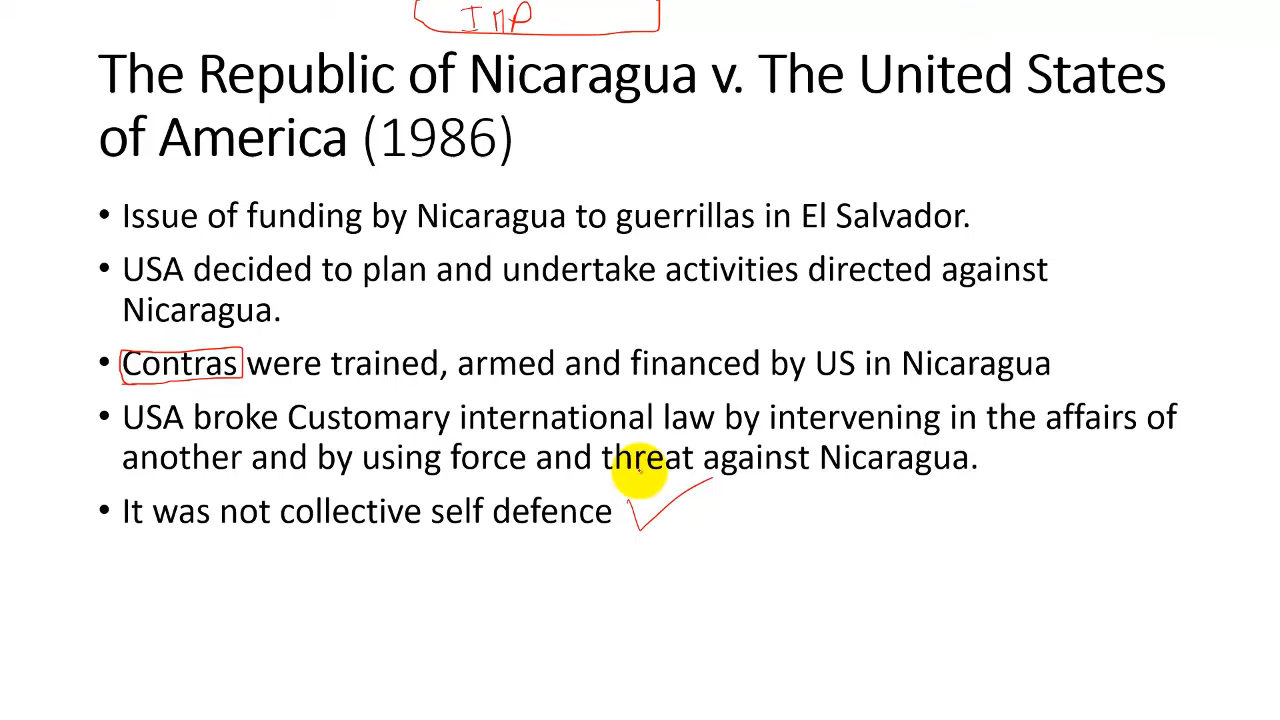 IMP
The Republic of Nicaragua v. The United States
of America (1986)
• Issue of funding by Nicaragua to guerrillas in El Salvador.
• USA decided to plan and undertake activities directed against
Nicaragua.
• Contras were trained, armed and financed by US in Nicaragua
• USA broke Customary international law by intervening in the affairs of
another and by using force and threat against Nicaragua.
• It was not collective self defence